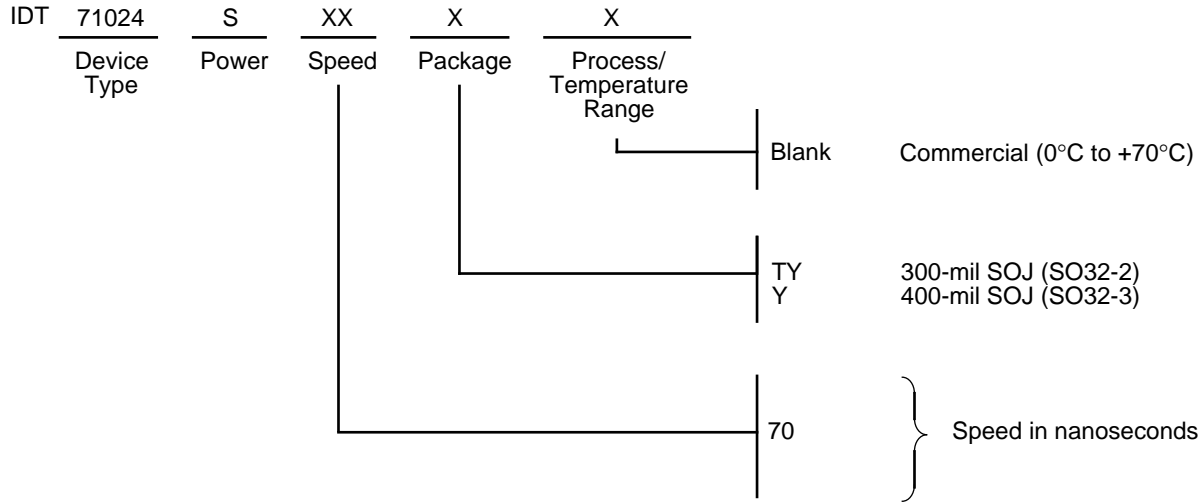 IDT 71024 S XX X X
Device Type
Power
Speed
Package
Process/ Temperature Range
Blank Commercial (0°C to +70°C)
TY 300-mil SOJ (SO32-2)
Y 400-mil SOJ (SO32-3)
70 Speed in nanoseconds